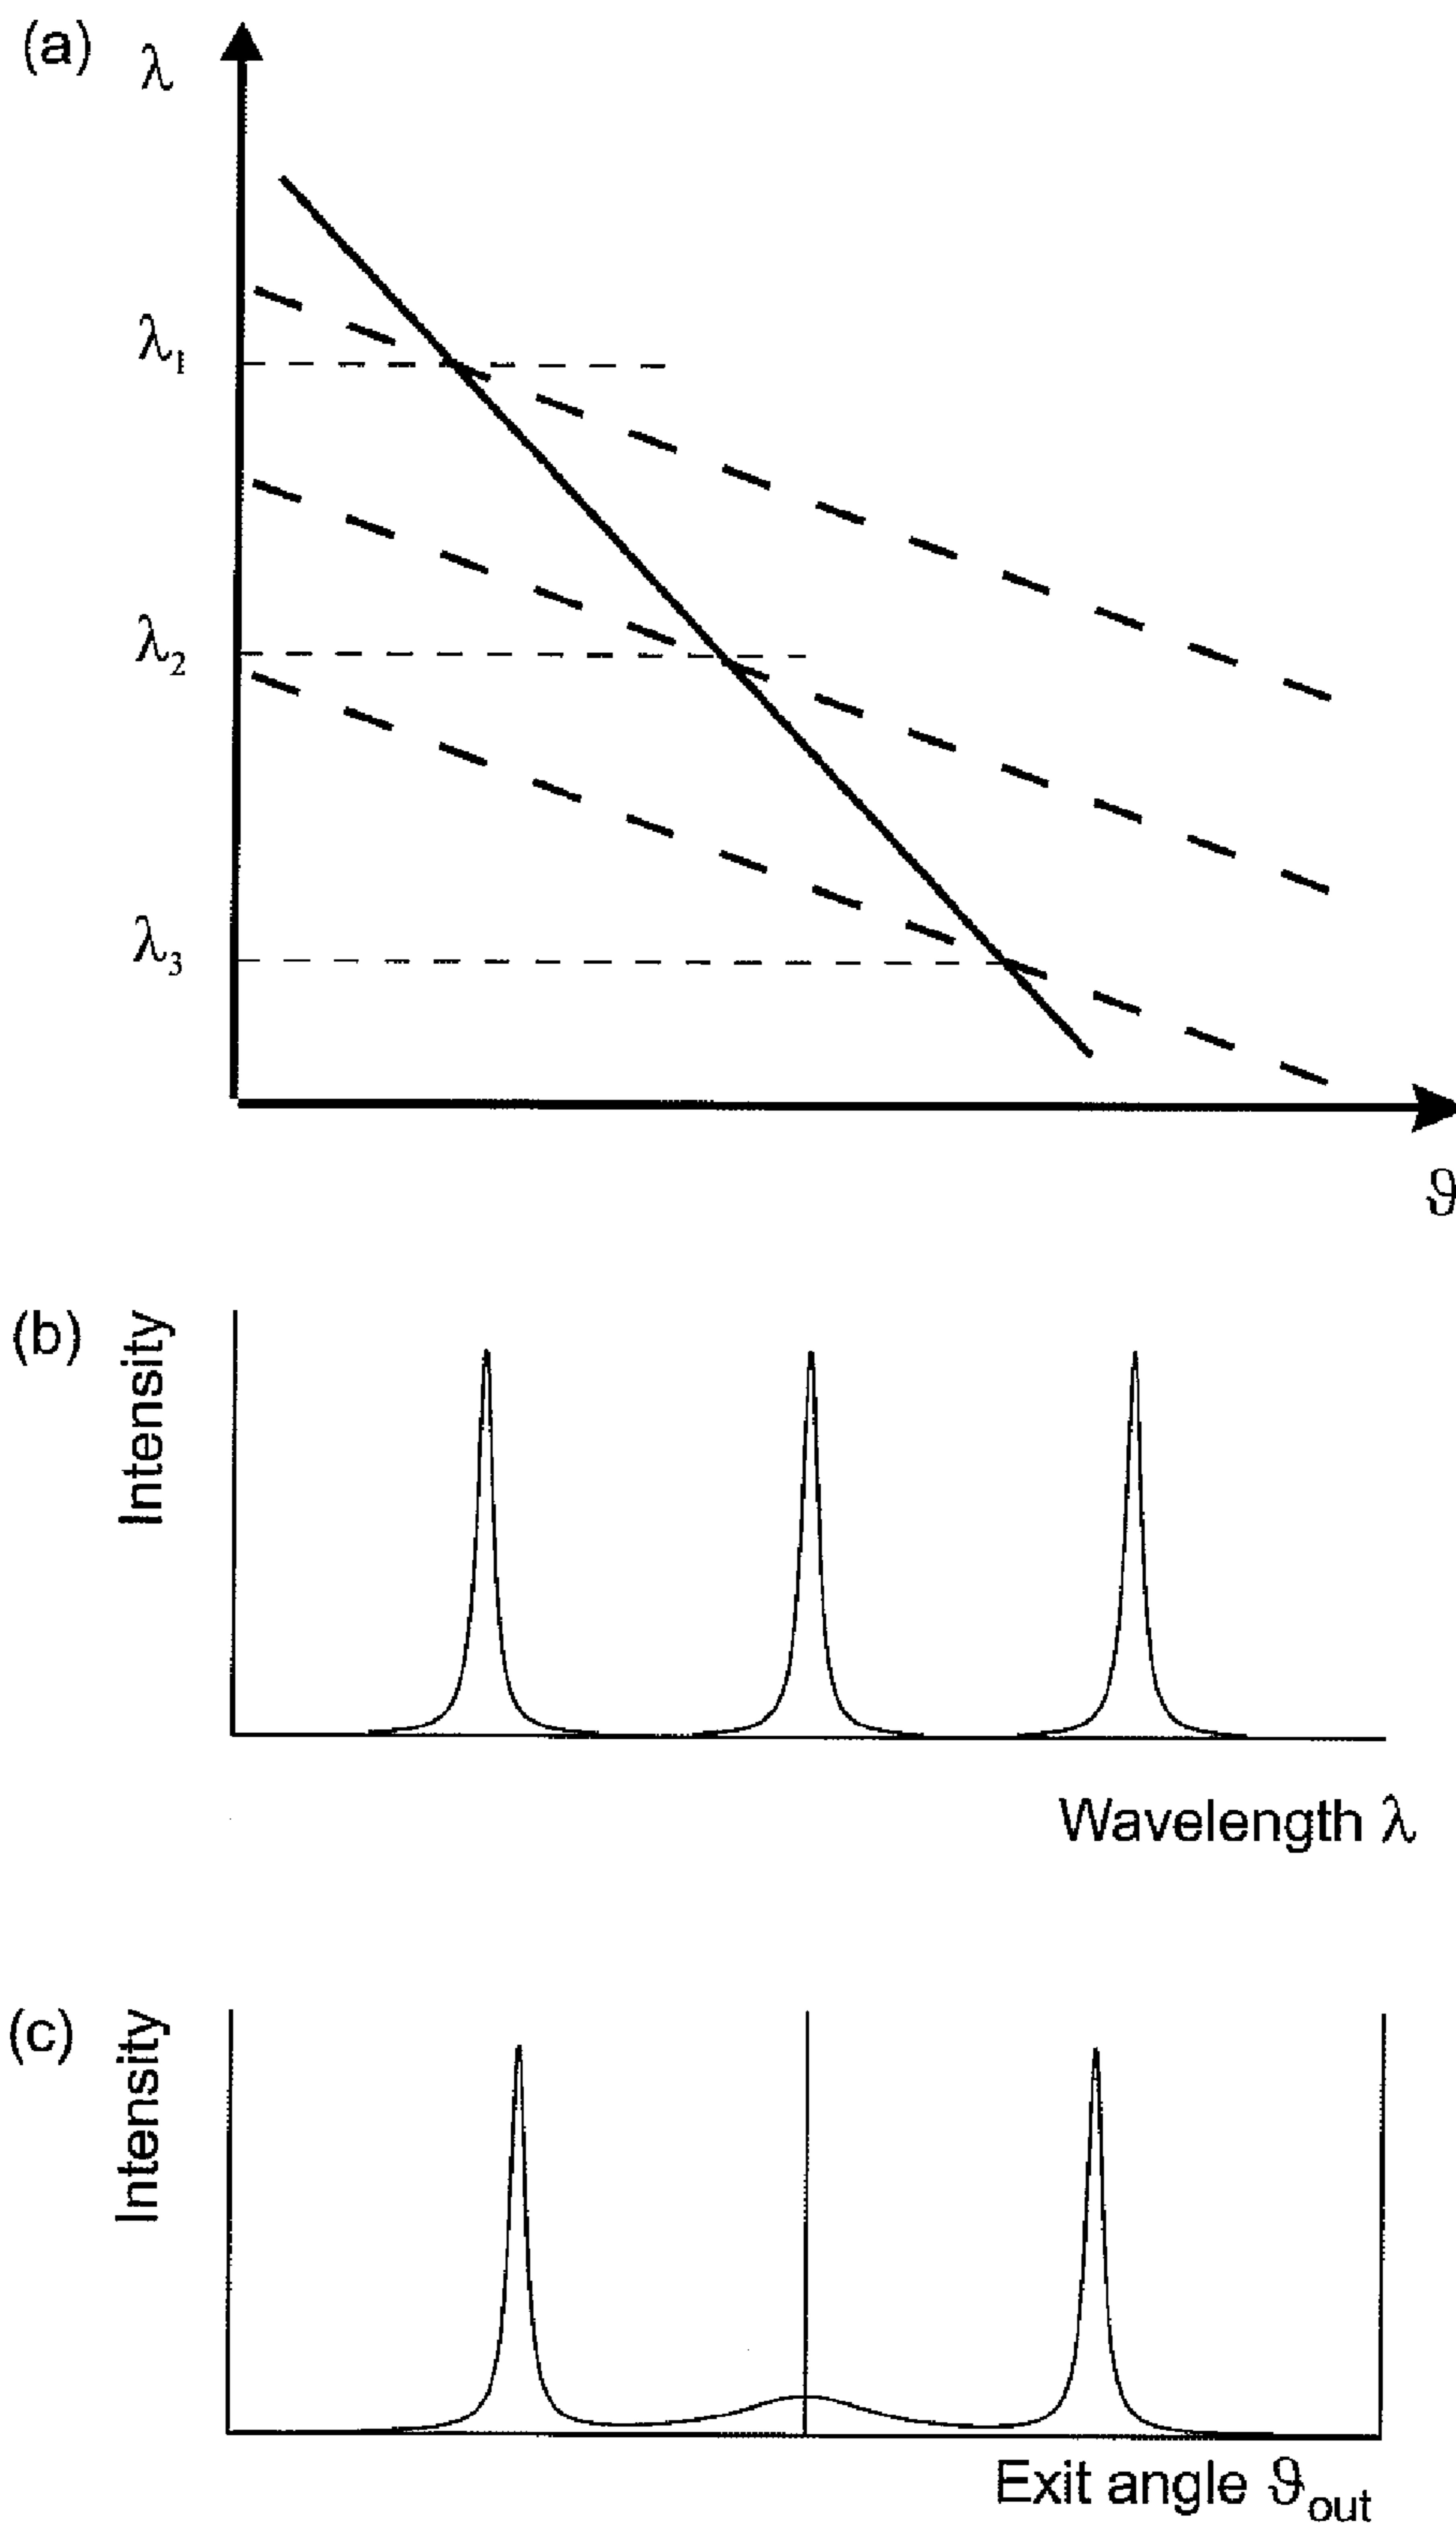 (a) λ
λ₁
λ₂
λ₃
ϑ
(b)
Intensity
Wavelength λ
(c)
Intensity
Exit angle ϑout